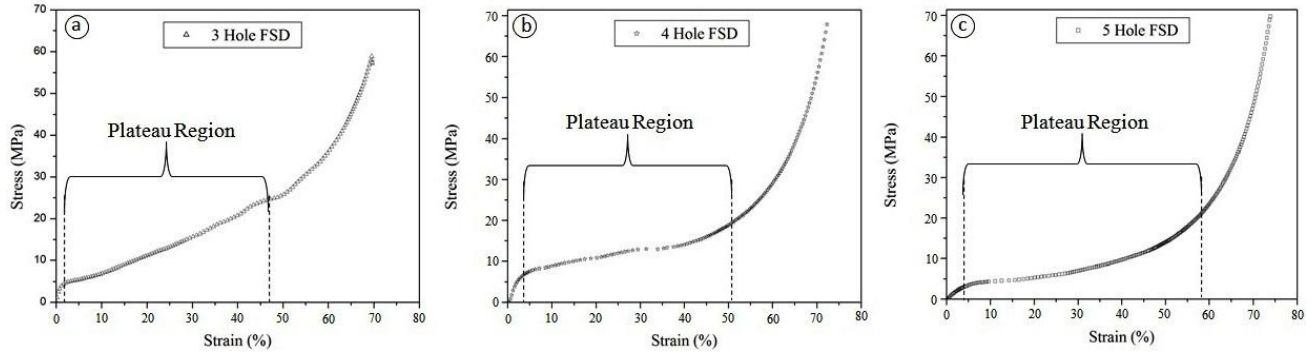 a
3 Hole FSD
Plateau Region
Stress (MPa)
70
60
50
40
30
20
10
0
0 10 20 30 40 50 60 70 80
Strain (%)
b
4 Hole FSD
Plateau Region
Stress (MPa)
70
60
50
40
30
20
10
0
0 10 20 30 40 50 60 70 80
Strain (%)
c
5 Hole FSD
Plateau Region
Stress (MPa)
70
60
50
40
30
20
10
0
0 10 20 30 40 50 60 70 80
Strain (%)